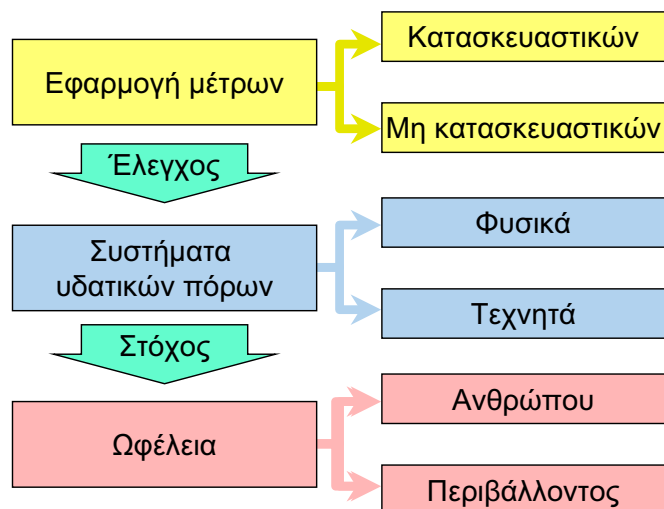 Εφαρμογή μέτρων
Κατασκευαστικών
Μη κατασκευαστικών
Έλεγχος
Συστήματα
υδατικών πόρων
Φυσικά
Τεχνητά
Στόχος
Ωφέλεια
Ανθρώπου
Περιβάλλοντος